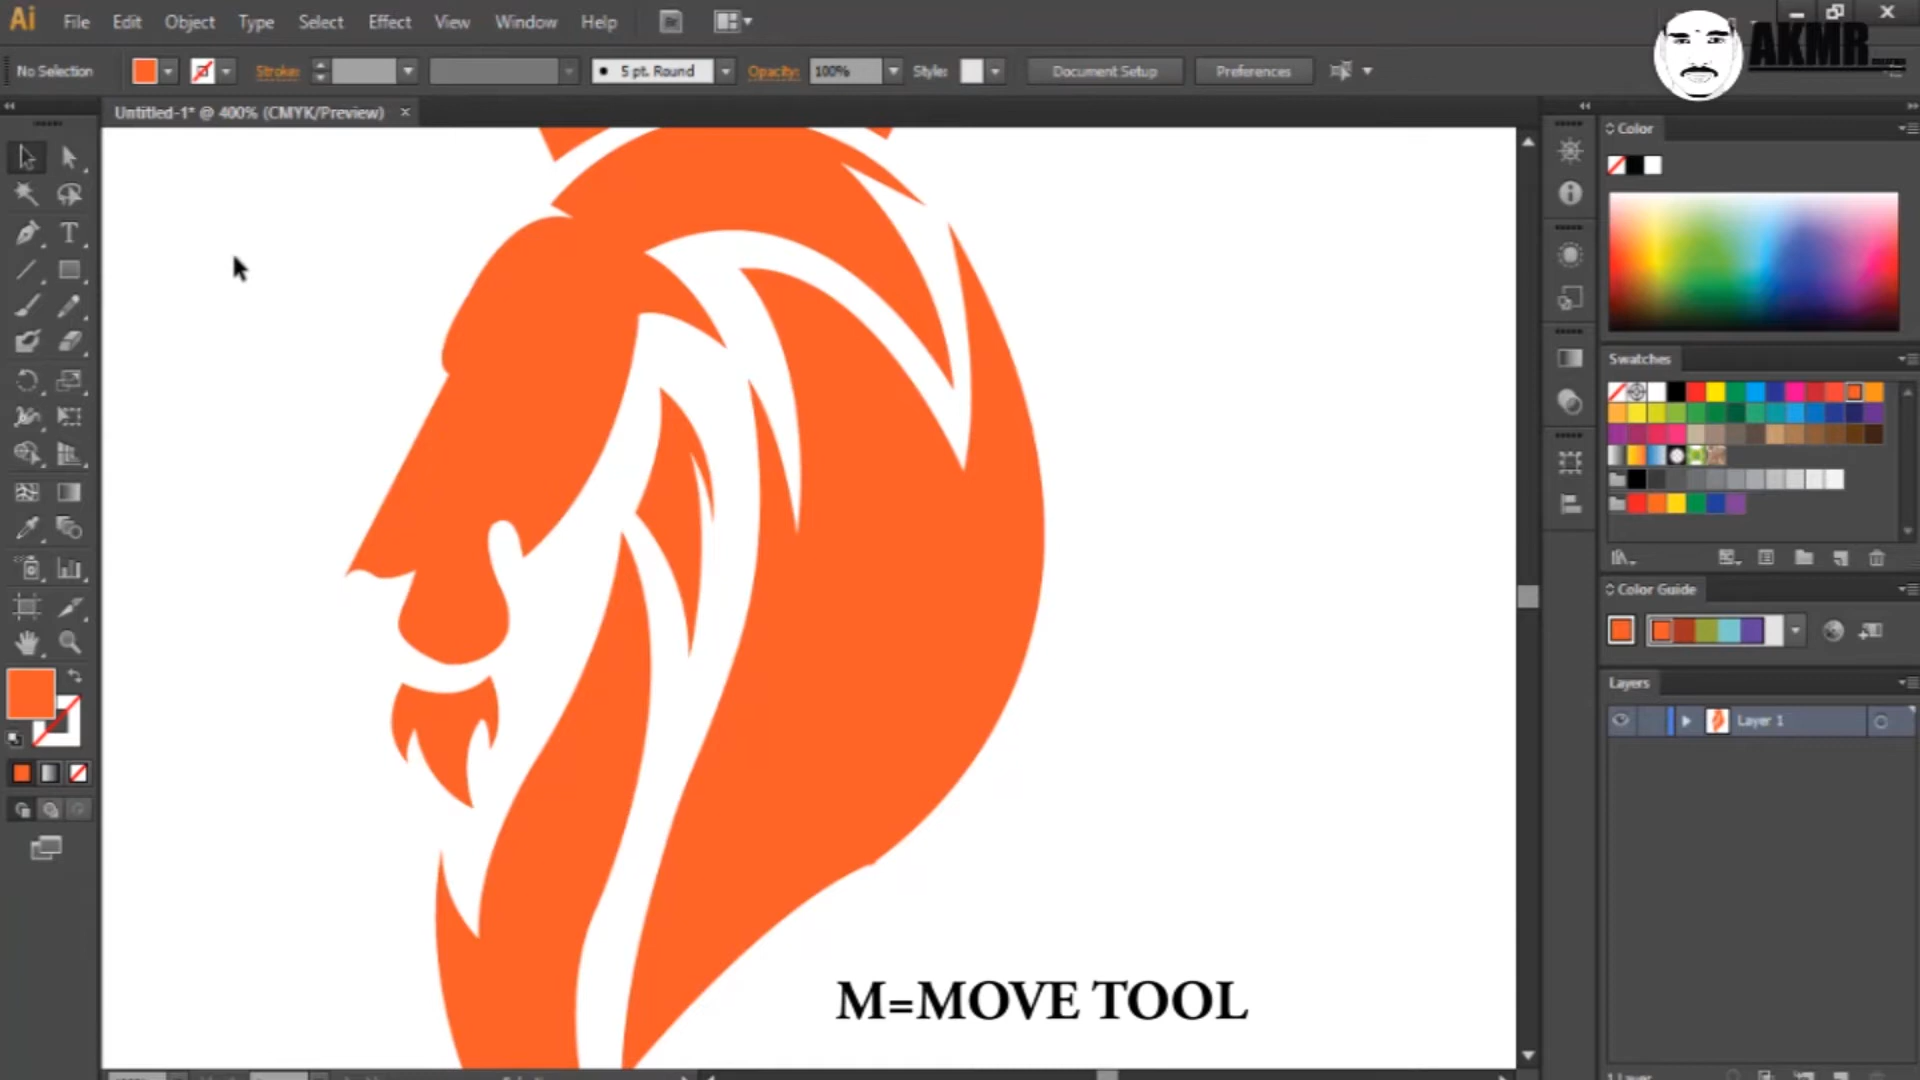 Ai File Edit Object Type Select Effect View Window Help Br
AKMR
No Selection Stroke: 5 pt. Round Opacity: 100% Style: Document Setup Preferences
Untitled-1* @ 400% (CMYK/Preview) ×
Color
Swatches
Color Guide
Layers
Layer 1
M=MOVE TOOL
1 Layer